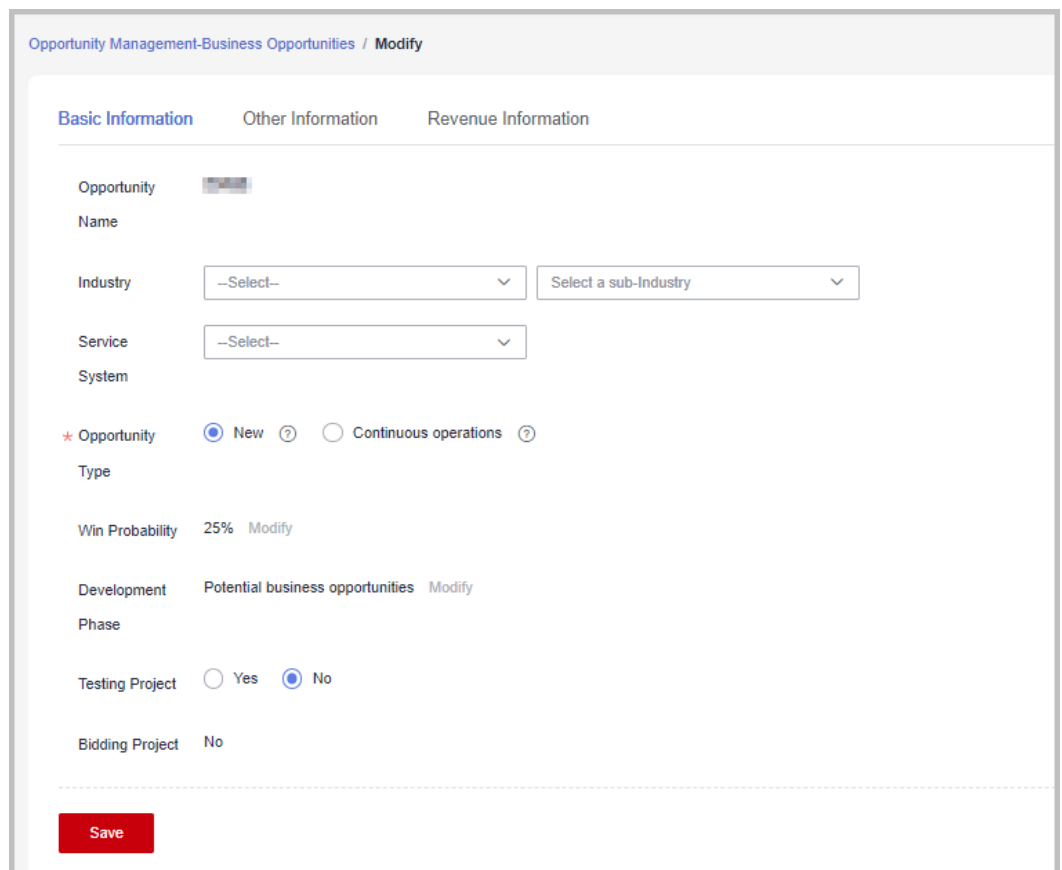 Opportunity Management-Business Opportunities / Modify
Basic Information Other Information Revenue Information
Opportunity
Name
Industry --Select-- Select a sub-Industry
Service --Select--
System
* Opportunity New ? Continuous operations ?
Type
Win Probability 25% Modify
Development Potential business opportunities Modify
Phase
Testing Project Yes No
Bidding Project No
Save